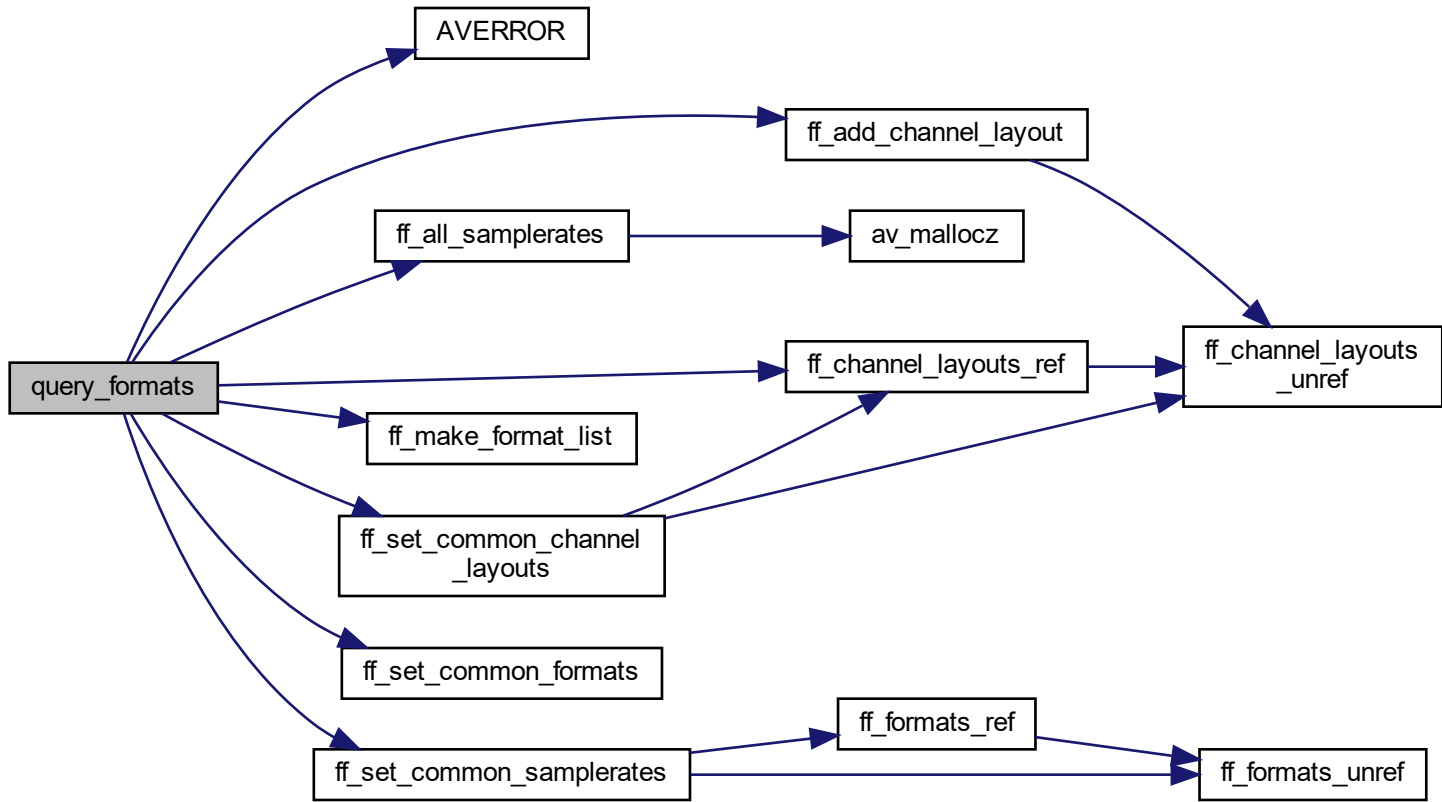 AVERROR
ff_add_channel_layout
ff_all_samplerates
av_mallocz
ff_channel_layouts
_unref
ff_channel_layouts_ref
query_formats
ff_make_format_list
ff_set_common_channel
_layouts
ff_set_common_formats
ff_formats_ref
ff_set_common_samplerates
ff_formats_unref